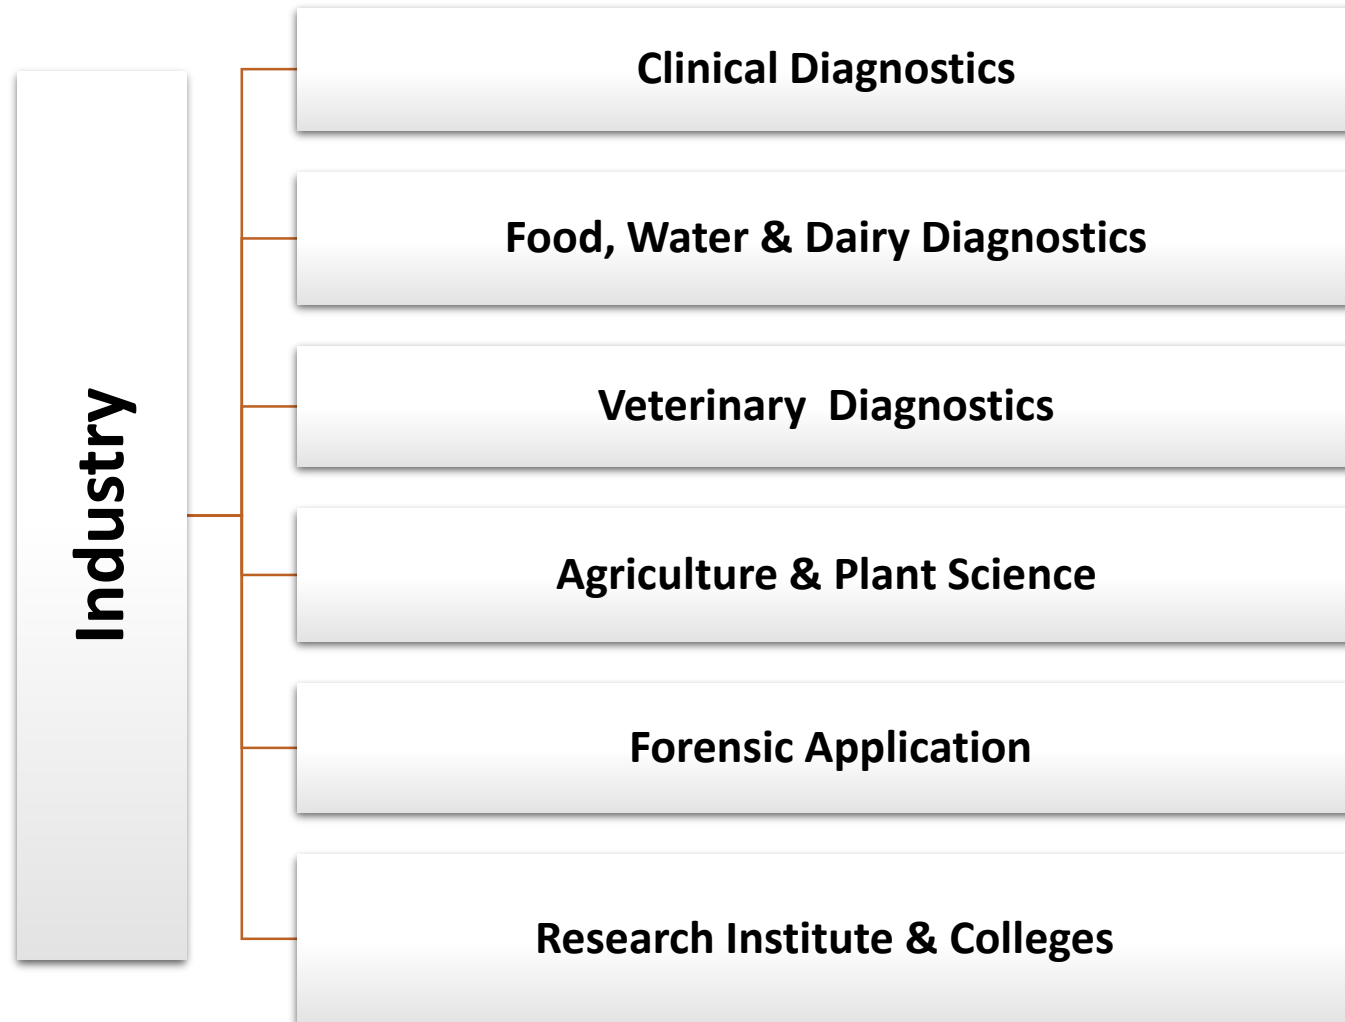 Industry
Clinical Diagnostics
Food, Water & Dairy Diagnostics
Veterinary  Diagnostics
Agriculture & Plant Science
Forensic Application
Research Institute & Colleges